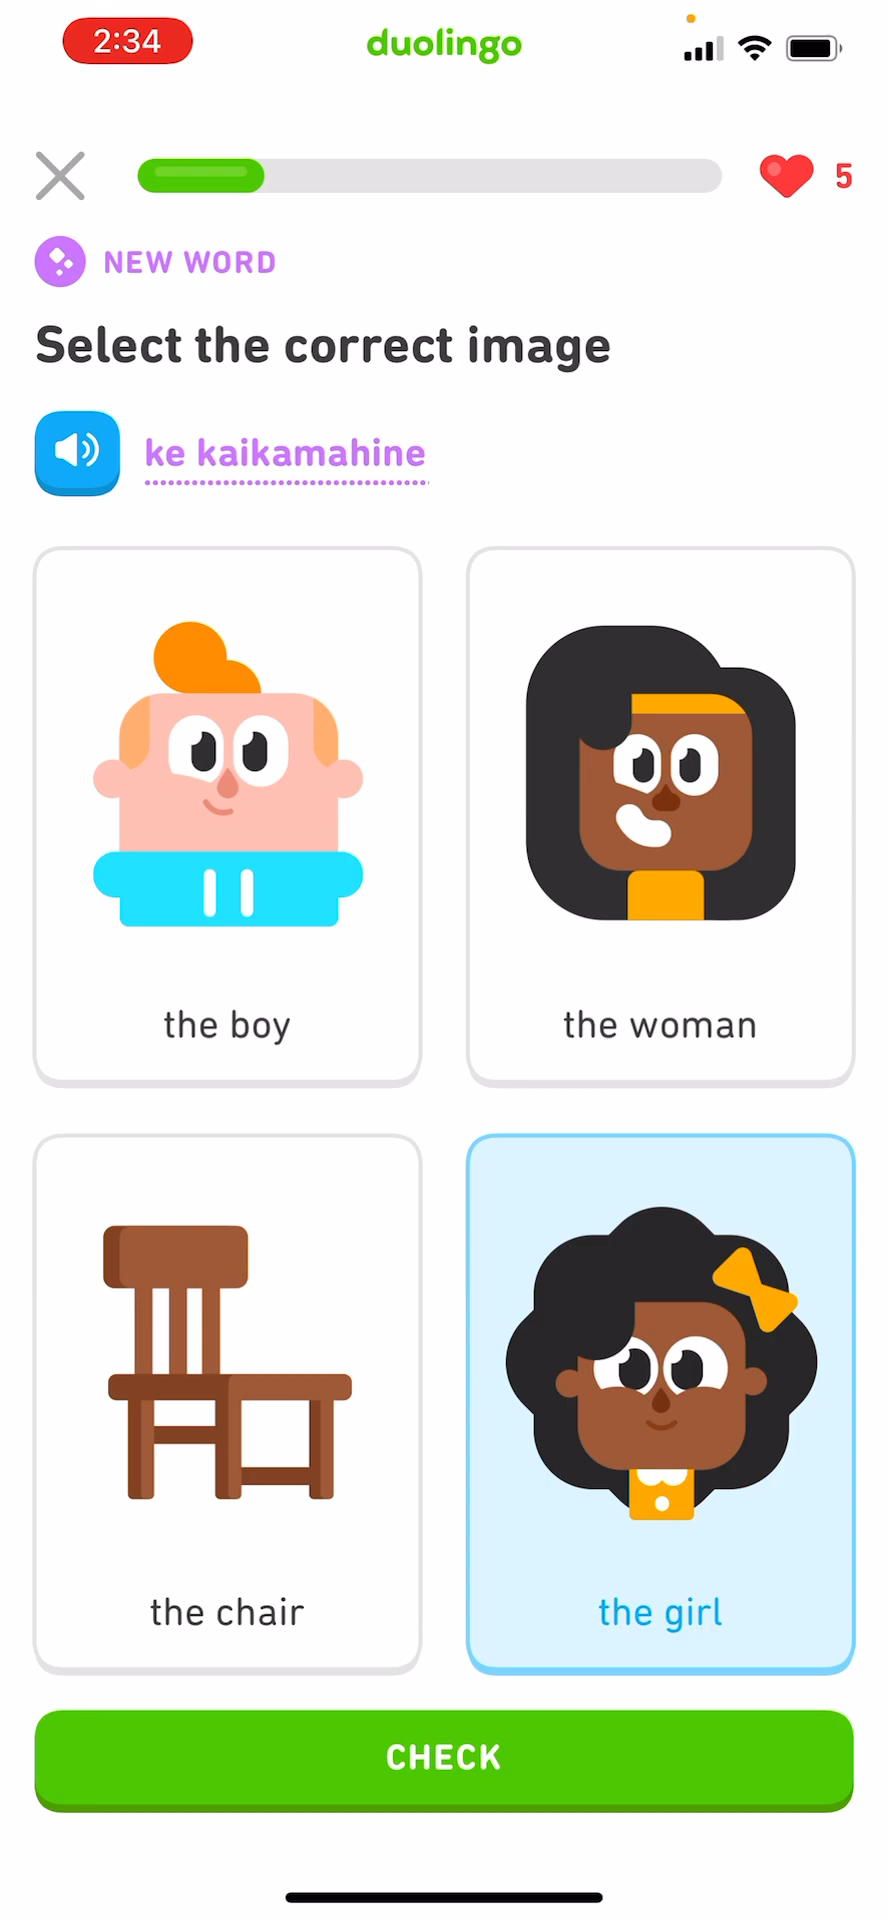 2:34
duolingo
5
NEW WORD
Select the correct image
ke kaikamahine
the boy
the woman
the chair
the girl
CHECK